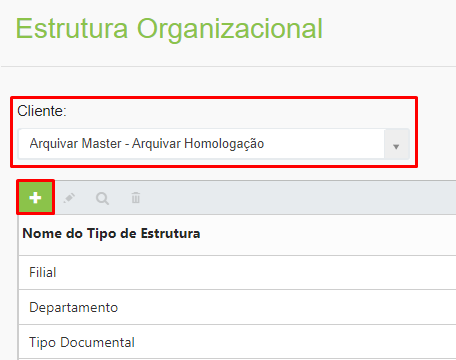 Estrutura Organizacional
Cliente:
Arquivar Master - Arquivar Homologação
Nome do Tipo de Estrutura
Filial
Departamento
Tipo Documental